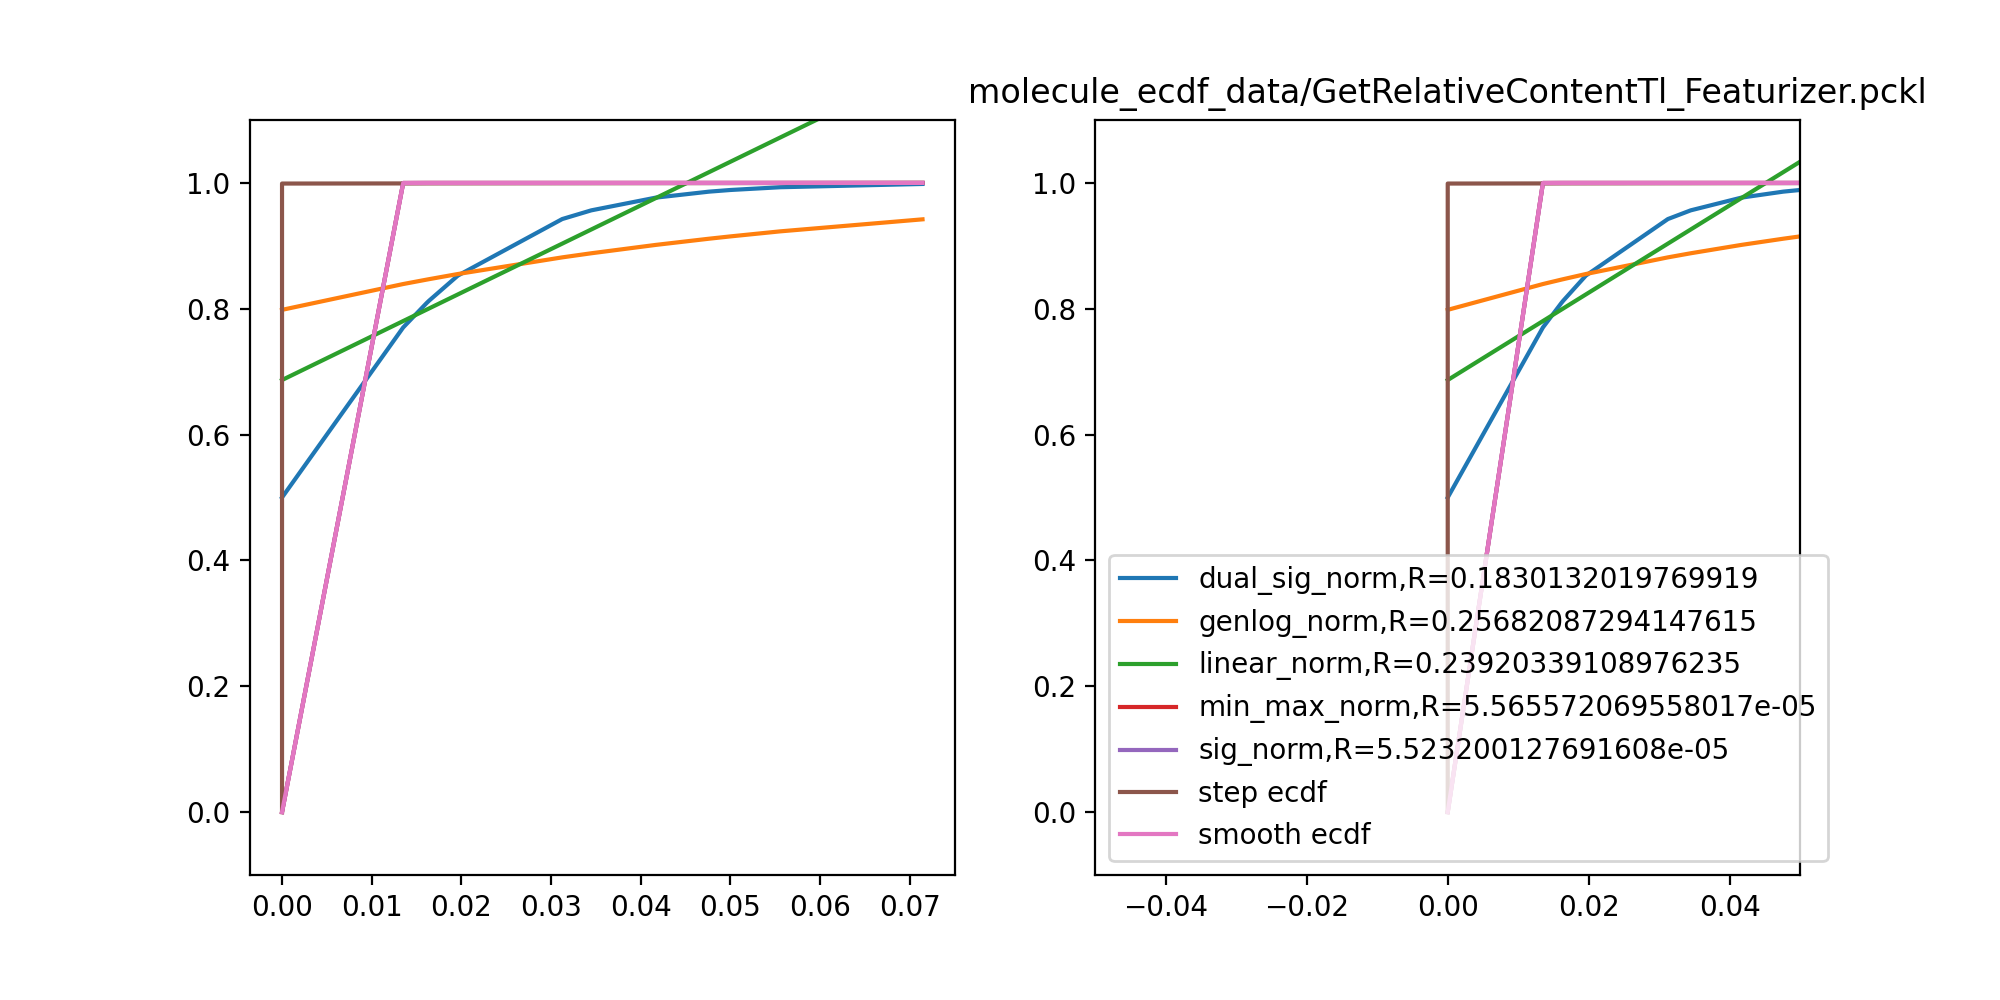 molecule_ecdf_data/GetRelativeContentTl_Featurizer.pckl
1.0
0.8
0.6
0.4
0.2
0.0
0.00 0.01 0.02 0.03 0.04 0.05 0.06 0.07
1.0
0.8
0.6
0.4
0.2
0.0
−0.04 −0.02 0.00 0.02 0.04
dual_sig_norm,R=0.1830132019769919
genlog_norm,R=0.25682087294147615
linear_norm,R=0.23920339108976235
min_max_norm,R=5.565572069558017e-05
sig_norm,R=5.523200127691608e-05
step ecdf
smooth ecdf